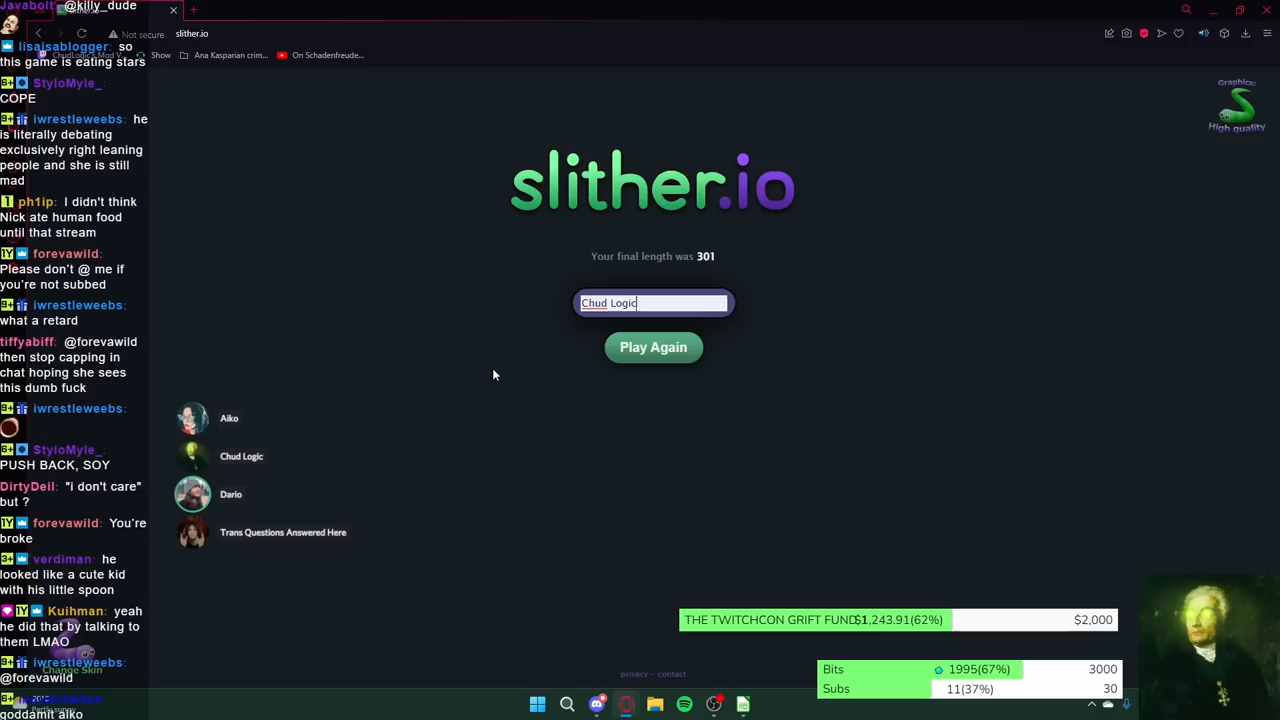 Javabolt: @killy_dude
lisaisablogger: so
this game is eating stars
StyloMyle_:
COPE
iwrestleweebs: he
is literally debating
exclusively right leaning
people and she is still
mad
ph1ip: I didn't think
Nick ate human food
until that stream
forevawild:
Please don't @ me if
you're not subbed
iwrestleweebs:
what a retard
tiffyabiff: @forevawild
then stop capping in
chat hoping she sees
this dumb fuck
iwrestleweebs:
StyloMyle_:
PUSH BACK, SOY
DirtyDeil: "i don't care"
but ?
forevawild: You're
broke
verdiman: he
looked like a cute kid
with his little spoon
Kuihman: yeah
he did that by talking to
them LMAO
iwrestleweebs:
@forevawild
goddamit aiko
Not secure
slither.io
Show
Ana Kasparian crim...
On Schadenfreude...
Graphics:
High quality
slither.io
Your final length was 301
Chud Logic
Play Again
Aiko
Chud Logic
Dario
Trans Questions Answered Here
Change Skin
THE TWITCHCON GRIFT FUND $1,243.91(62%) $2,000
Bits 1995(67%) 3000
Subs 11(37%) 30
privacy - contact